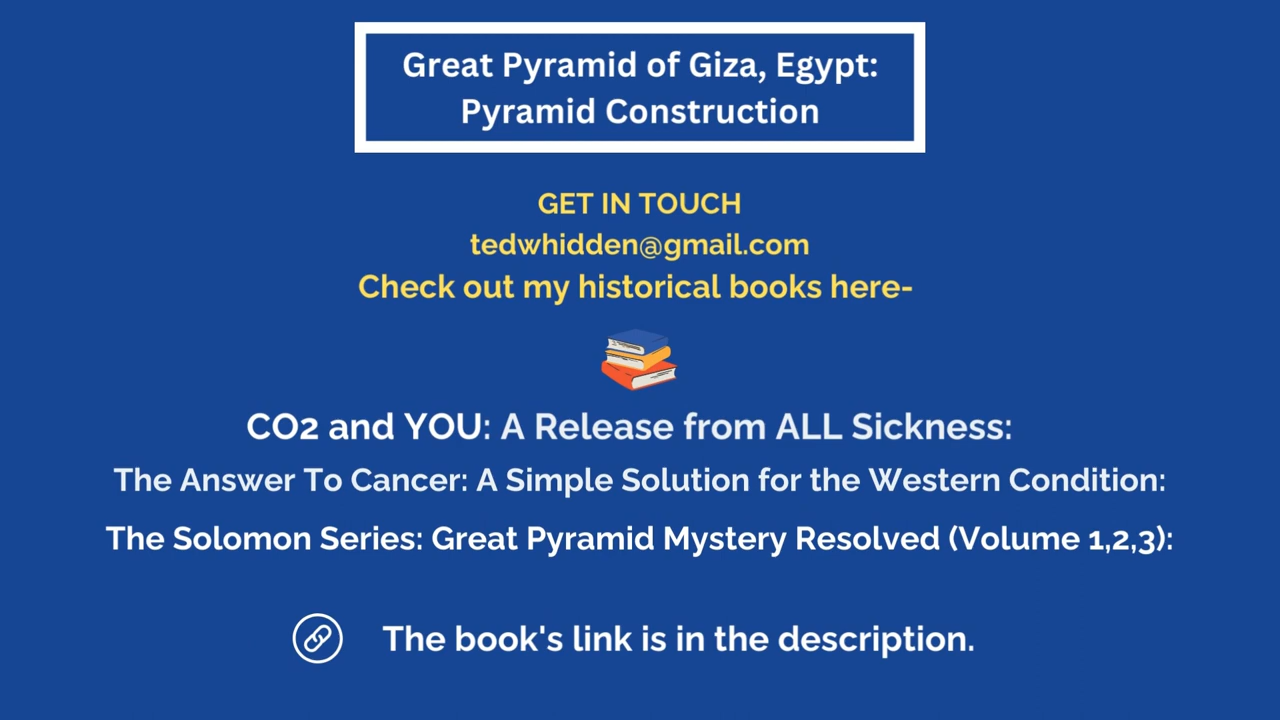 Great Pyramid of Giza, Egypt:
Pyramid Construction
GET IN TOUCH
tedwhidden@gmail.com
Check out my historical books here-
CO2 and YOU: A Release from ALL Sickness:
The Answer To Cancer: A Simple Solution for the Western Condition:
The Solomon Series: Great Pyramid Mystery Resolved (Volume 1,2,3):
The book's link is in the description.